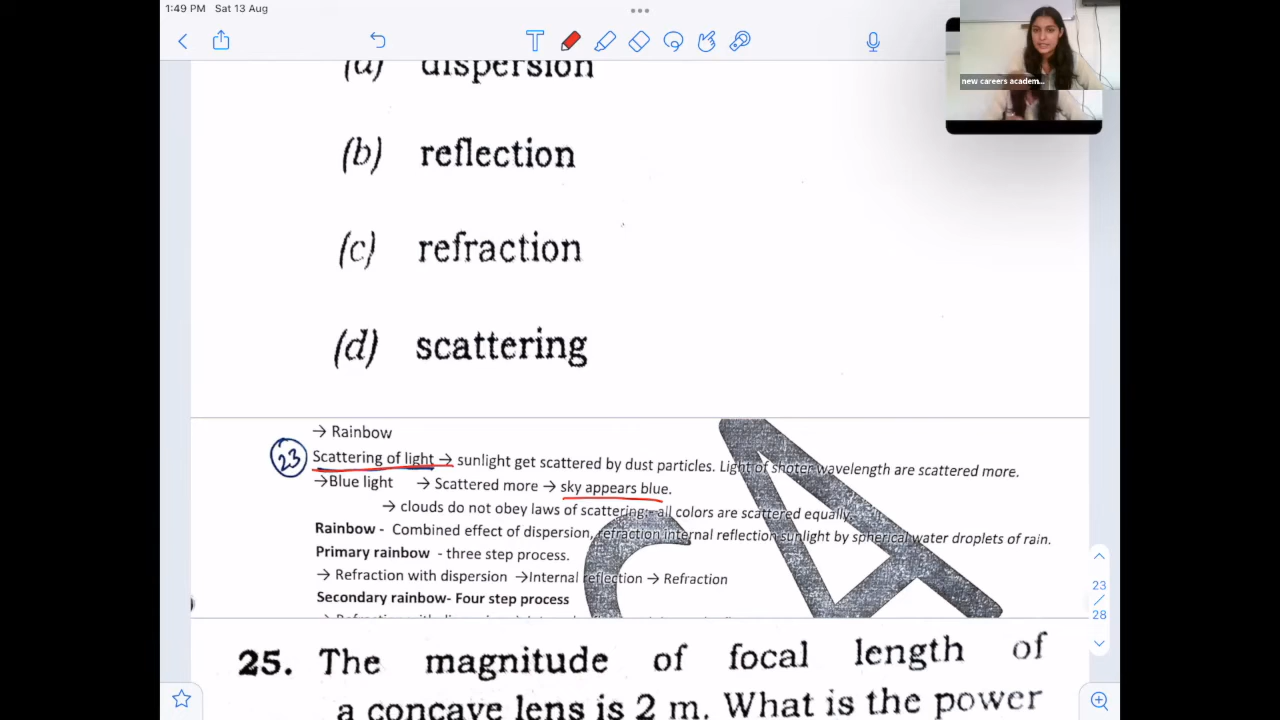 1:49 PM Sat 13 Aug
new careers academ...
(a) dispersion
(b) reflection
(c) refraction
(d) scattering
→ Rainbow
23
Scattering of light → sunlight get scattered by dust particles. Light of shoter wavelength are scattered more.
→Blue light → Scattered more → sky appears blue.
→ clouds do not obey laws of scattering:- all colors are scattered equally.
Rainbow - Combined effect of dispersion, refraction internal reflection sunlight by spherical water droplets of rain.
Primary rainbow - three step process.
→ Refraction with dispersion →Internal reflection → Refraction
Secondary rainbow- Four step process
25. The magnitude of focal length of
a concave lens is 2 m. What is the power
23
/
28